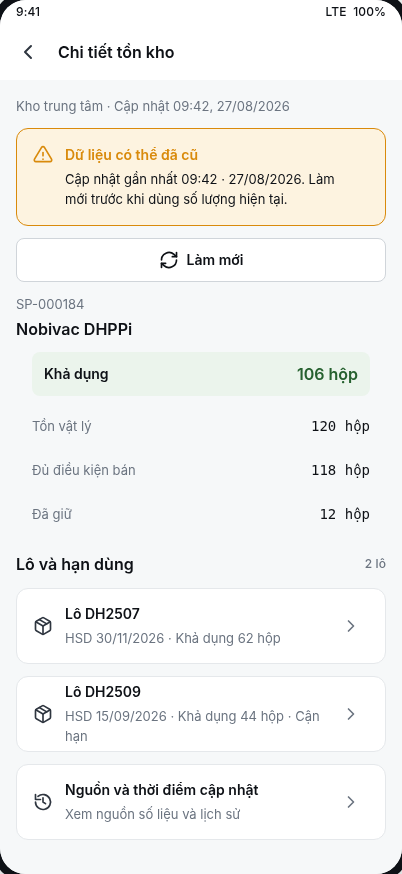 9:41 LTE 100%
Chi tiết tồn kho
Kho trung tâm · Cập nhật 09:42, 27/08/2026
Dữ liệu có thể đã cũ
Cập nhật gần nhất 09:42 · 27/08/2026. Làm
mới trước khi dùng số lượng hiện tại.
Làm mới
SP-000184
Nobivac DHPPi
Khả dụng 106 hộp
Tồn vật lý 120 hộp
Đủ điều kiện bán 118 hộp
Đã giữ 12 hộp
Lô và hạn dùng 2 lô
Lô DH2507
HSD 30/11/2026 · Khả dụng 62 hộp
Lô DH2509
HSD 15/09/2026 · Khả dụng 44 hộp · Cận
hạn
Nguồn và thời điểm cập nhật
Xem nguồn số liệu và lịch sử